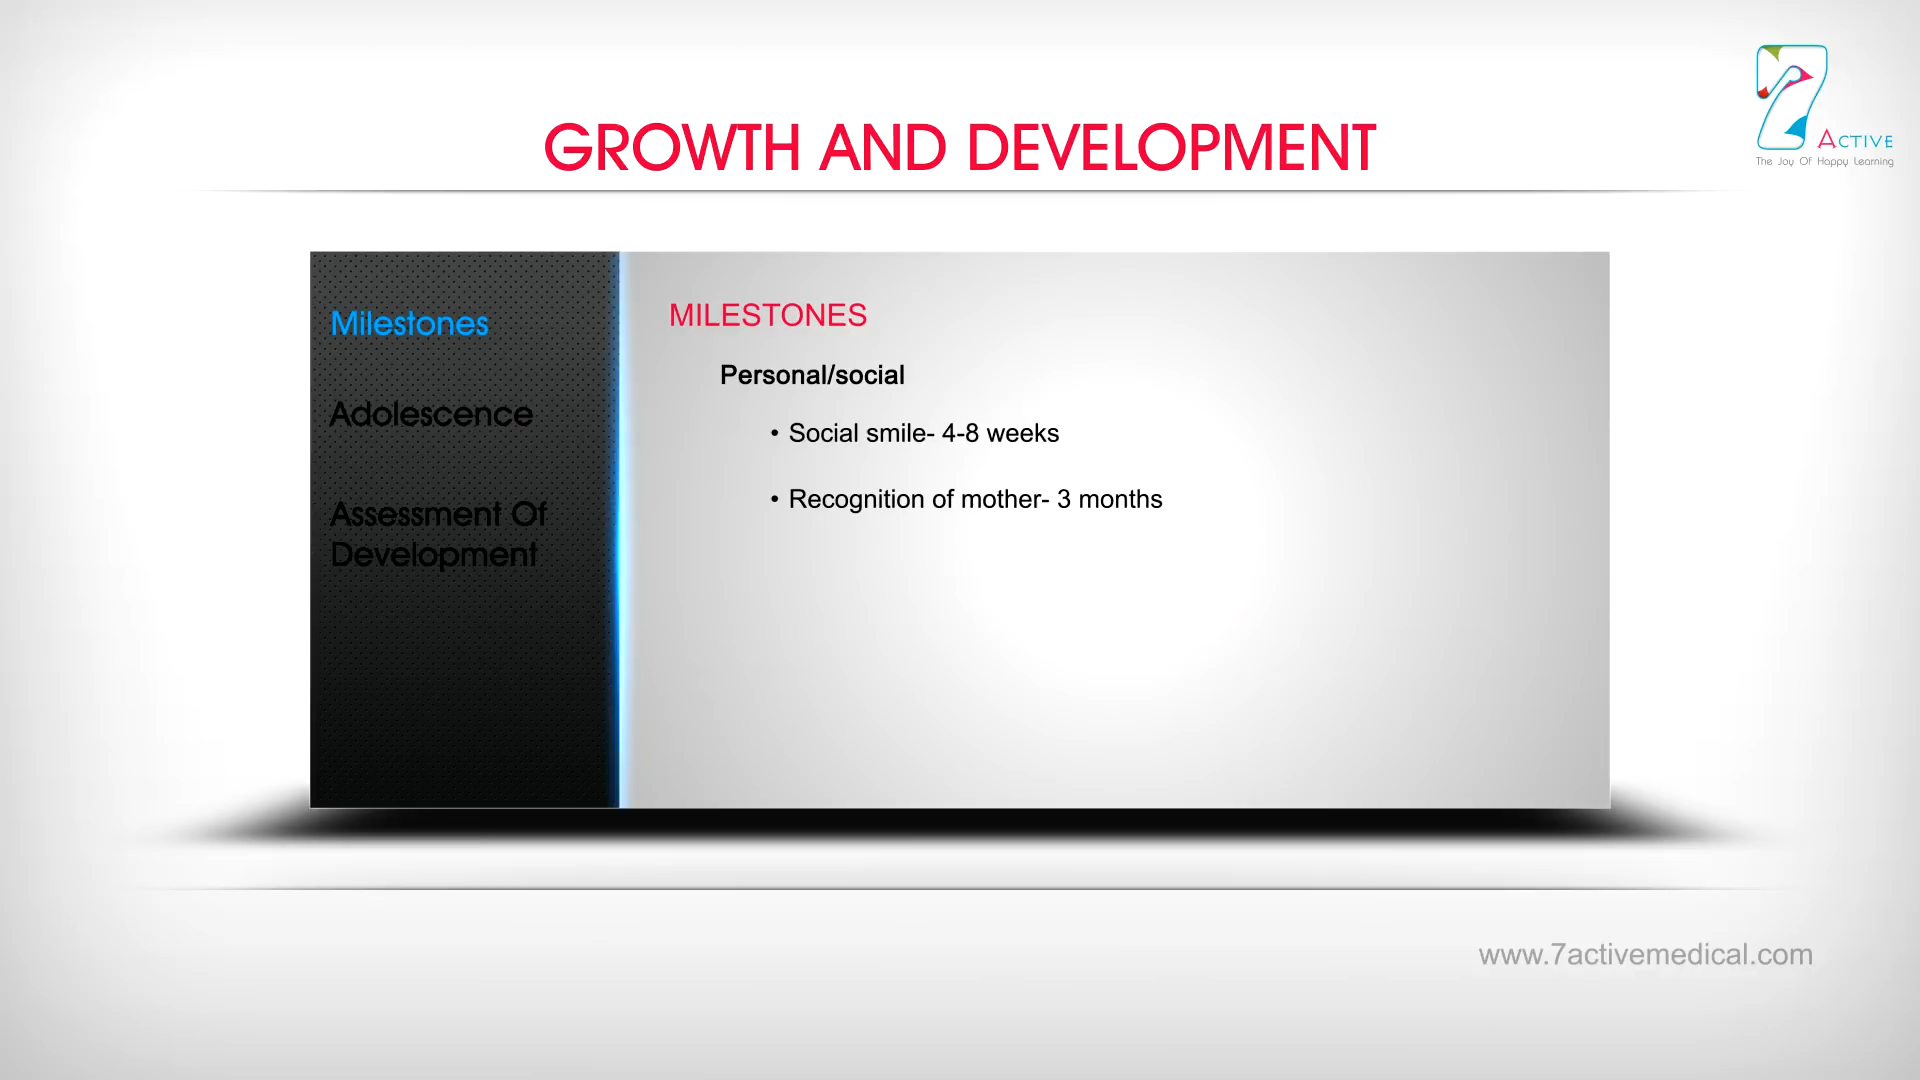 GROWTH AND DEVELOPMENT
7 ACTIVE
The Joy Of Happy Learning
Milestones
Adolescence
Assessment Of
Development
MILESTONES
Personal/social
• Social smile- 4-8 weeks
• Recognition of mother- 3 months
www.7activemedical.com